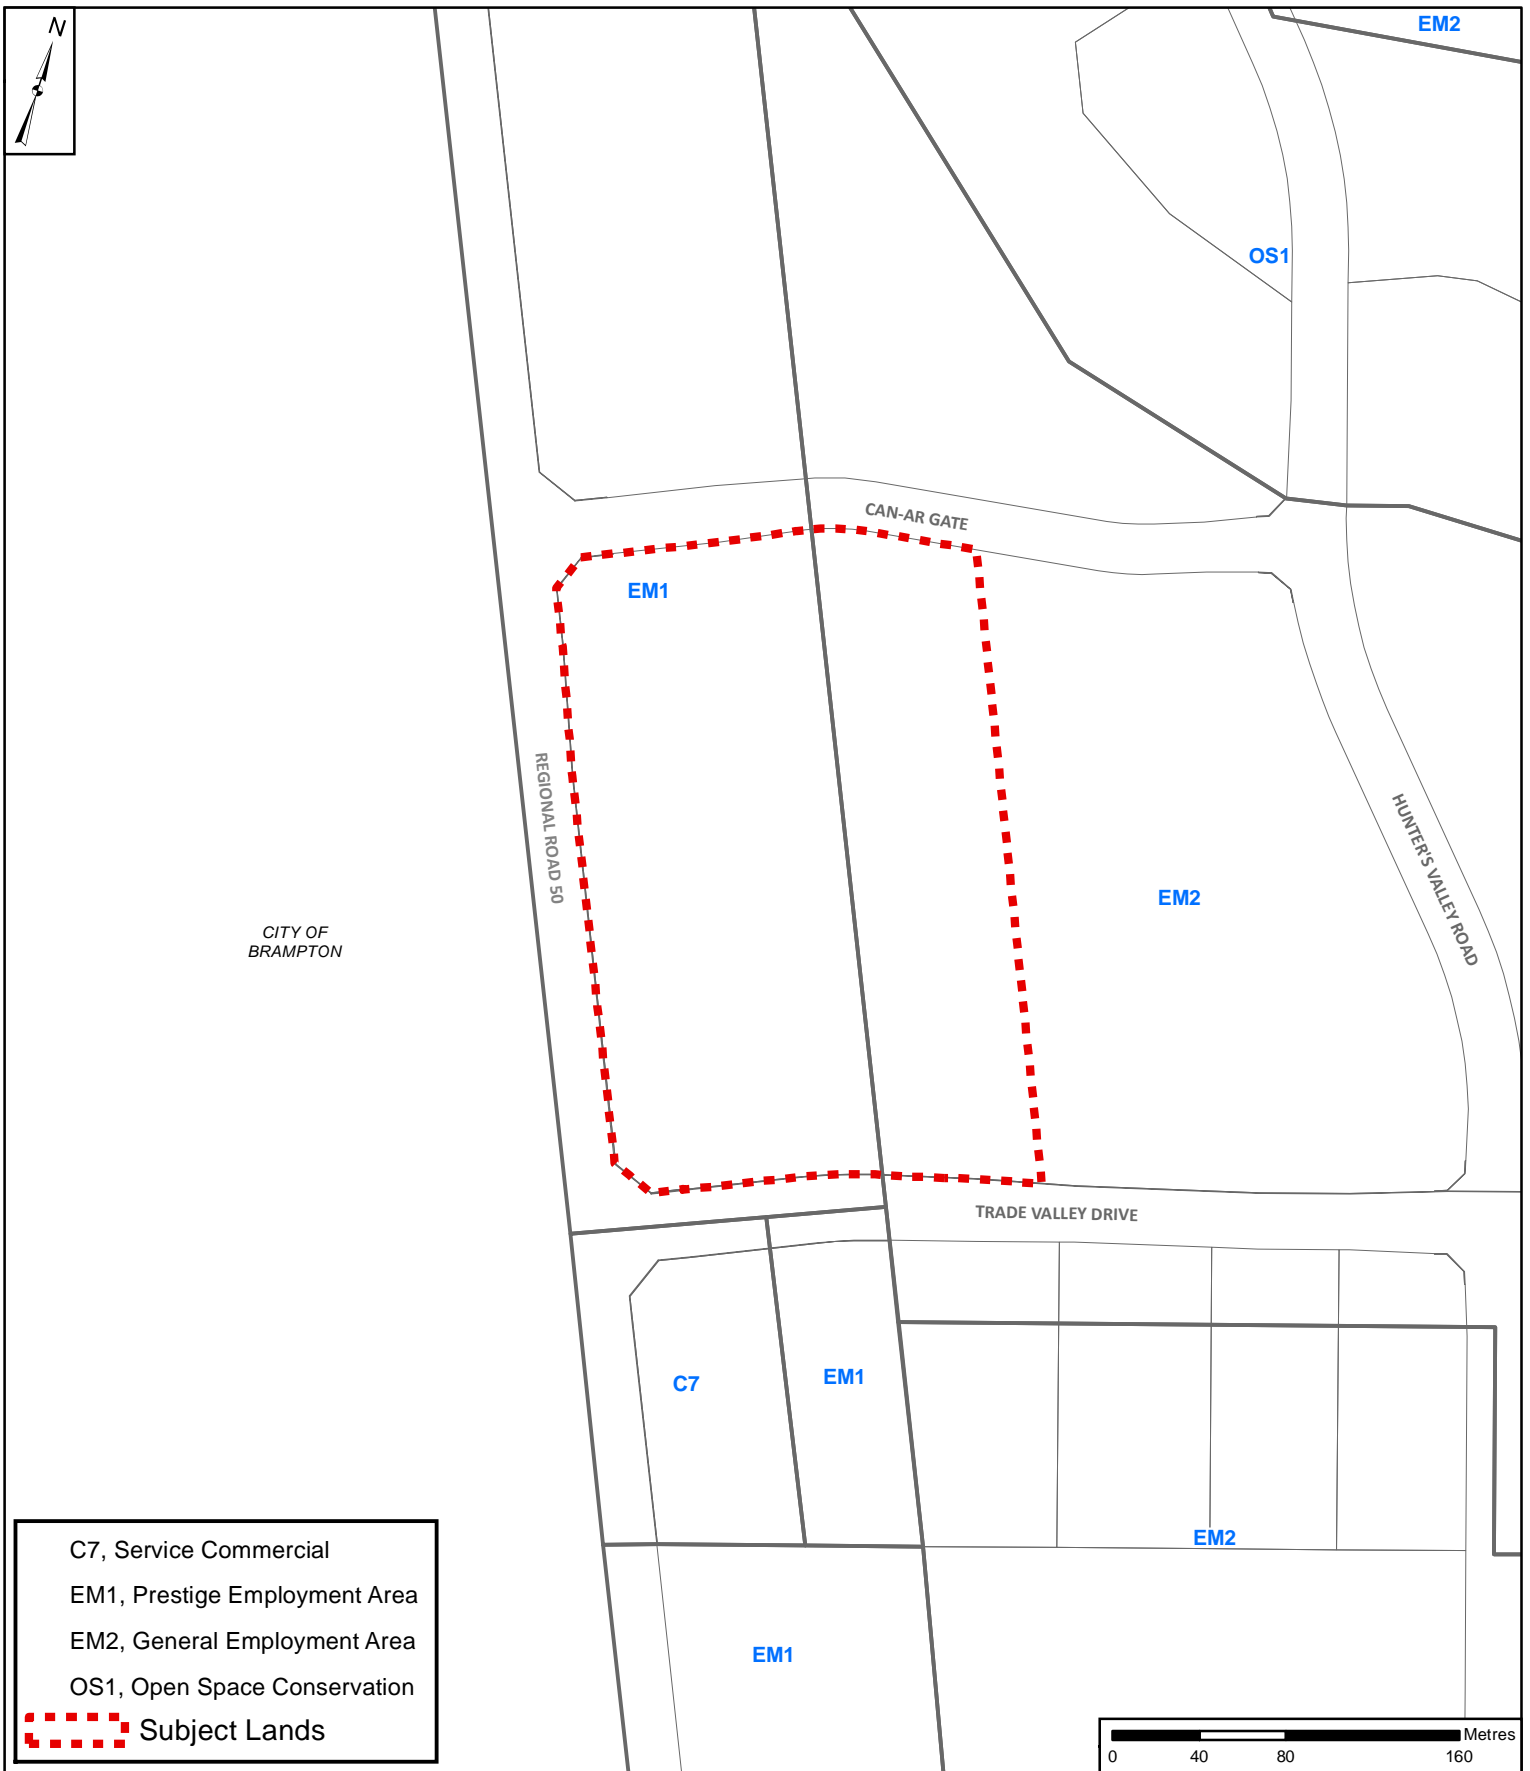 N
EM2
OS1
CAN-AR GATE
EM1
REGIONAL ROAD 50
HUNTER'S VALLEY ROAD
EM2
CITY OF
BRAMPTON
TRADE VALLEY DRIVE
C7
EM1
EM2
EM1
C7, Service Commercial
EM1, Prestige Employment Area
EM2, General Employment Area
OS1, Open Space Conservation
Subject Lands
Metres
0 40 80 160